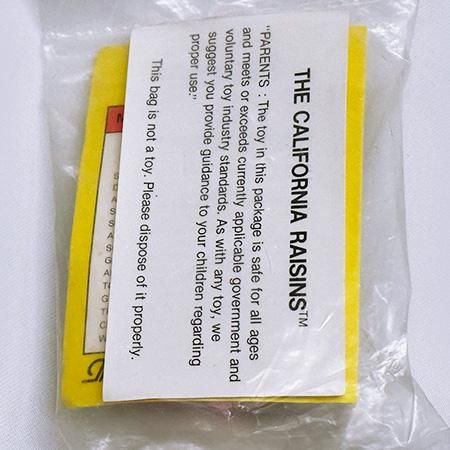 THE CALIFORNIA RAISINS™
"PARENTS : The toy in this package is safe for all ages
and meets or exceeds currently applicable government and
voluntary toy industry standards. As with any toy, we
suggest you provide guidance to your children regarding
proper use."
This bag is not a toy. Please dispose of it properly.